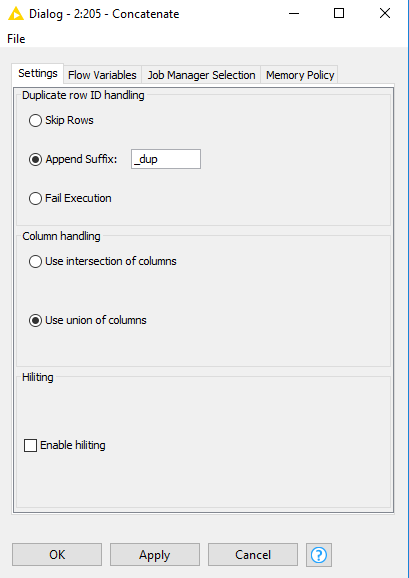 Dialog - 2:205 - Concatenate
File
Settings Flow Variables Job Manager Selection Memory Policy
Duplicate row ID handling
Skip Rows
Append Suffix: _dup
Fail Execution
Column handling
Use intersection of columns
Use union of columns
Hiliting
Enable hiliting
OK Apply Cancel ?